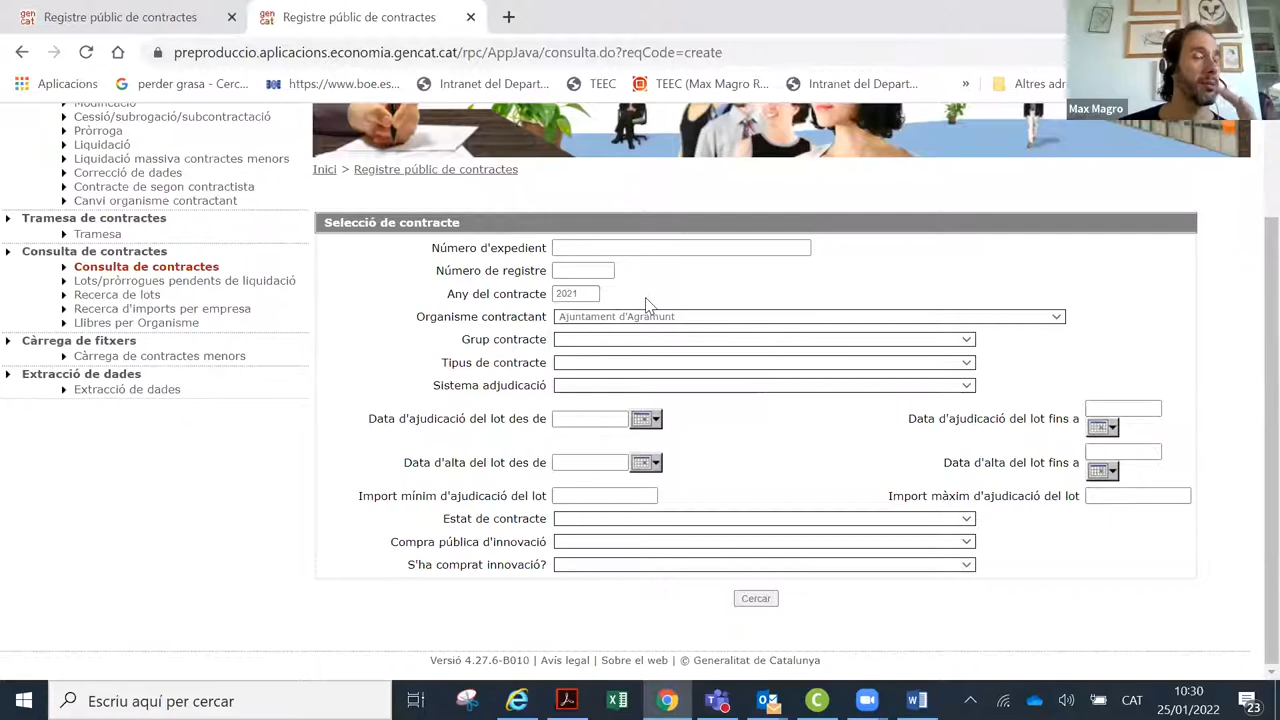 Registre públic de contractes
Registre públic de contractes
preproduccio.aplicacions.economia.gencat.cat/rpc/AppJava/consulta.do?reqCode=create
Aplicacions
perder grasa - Cerc...
https://www.boe.es...
Intranet del Depart...
TEEC
TEEC (Max Magro R...
Intranet del Depart...
»
Altres adr
Max Magro
Modificació
Cessió/subrogació/subcontractació
Pròrroga
Liquidació
Liquidació massiva contractes menors
Correcció de dades
Contracte de segon contractista
Canvi organisme contractant
Tramesa de contractes
Tramesa
Consulta de contractes
Consulta de contractes
Lots/pròrrogues pendents de liquidació
Recerca de lots
Recerca d'imports per empresa
Llibres per Organisme
Càrrega de fitxers
Càrrega de contractes menors
Extracció de dades
Extracció de dades
Inici > Registre públic de contractes
Selecció de contracte
Número d'expedient
Número de registre
Any del contracte 2021
Organisme contractant Ajuntament d'Agramunt
Grup contracte
Tipus de contracte
Sistema adjudicació
Data d'ajudicació del lot des de
Data d'ajudicació del lot fins a
Data d'alta del lot des de
Data d'alta del lot fins a
Import mínim d'ajudicació del lot
Import màxim d'ajudicació del lot
Estat de contracte
Compra pública d'innovació
S'ha comprat innovació?
Cercar
Versió 4.27.6-B010 | Avís legal | Sobre el web | © Generalitat de Catalunya
Escriu aquí per cercar
CAT
10:30
25/01/2022
23